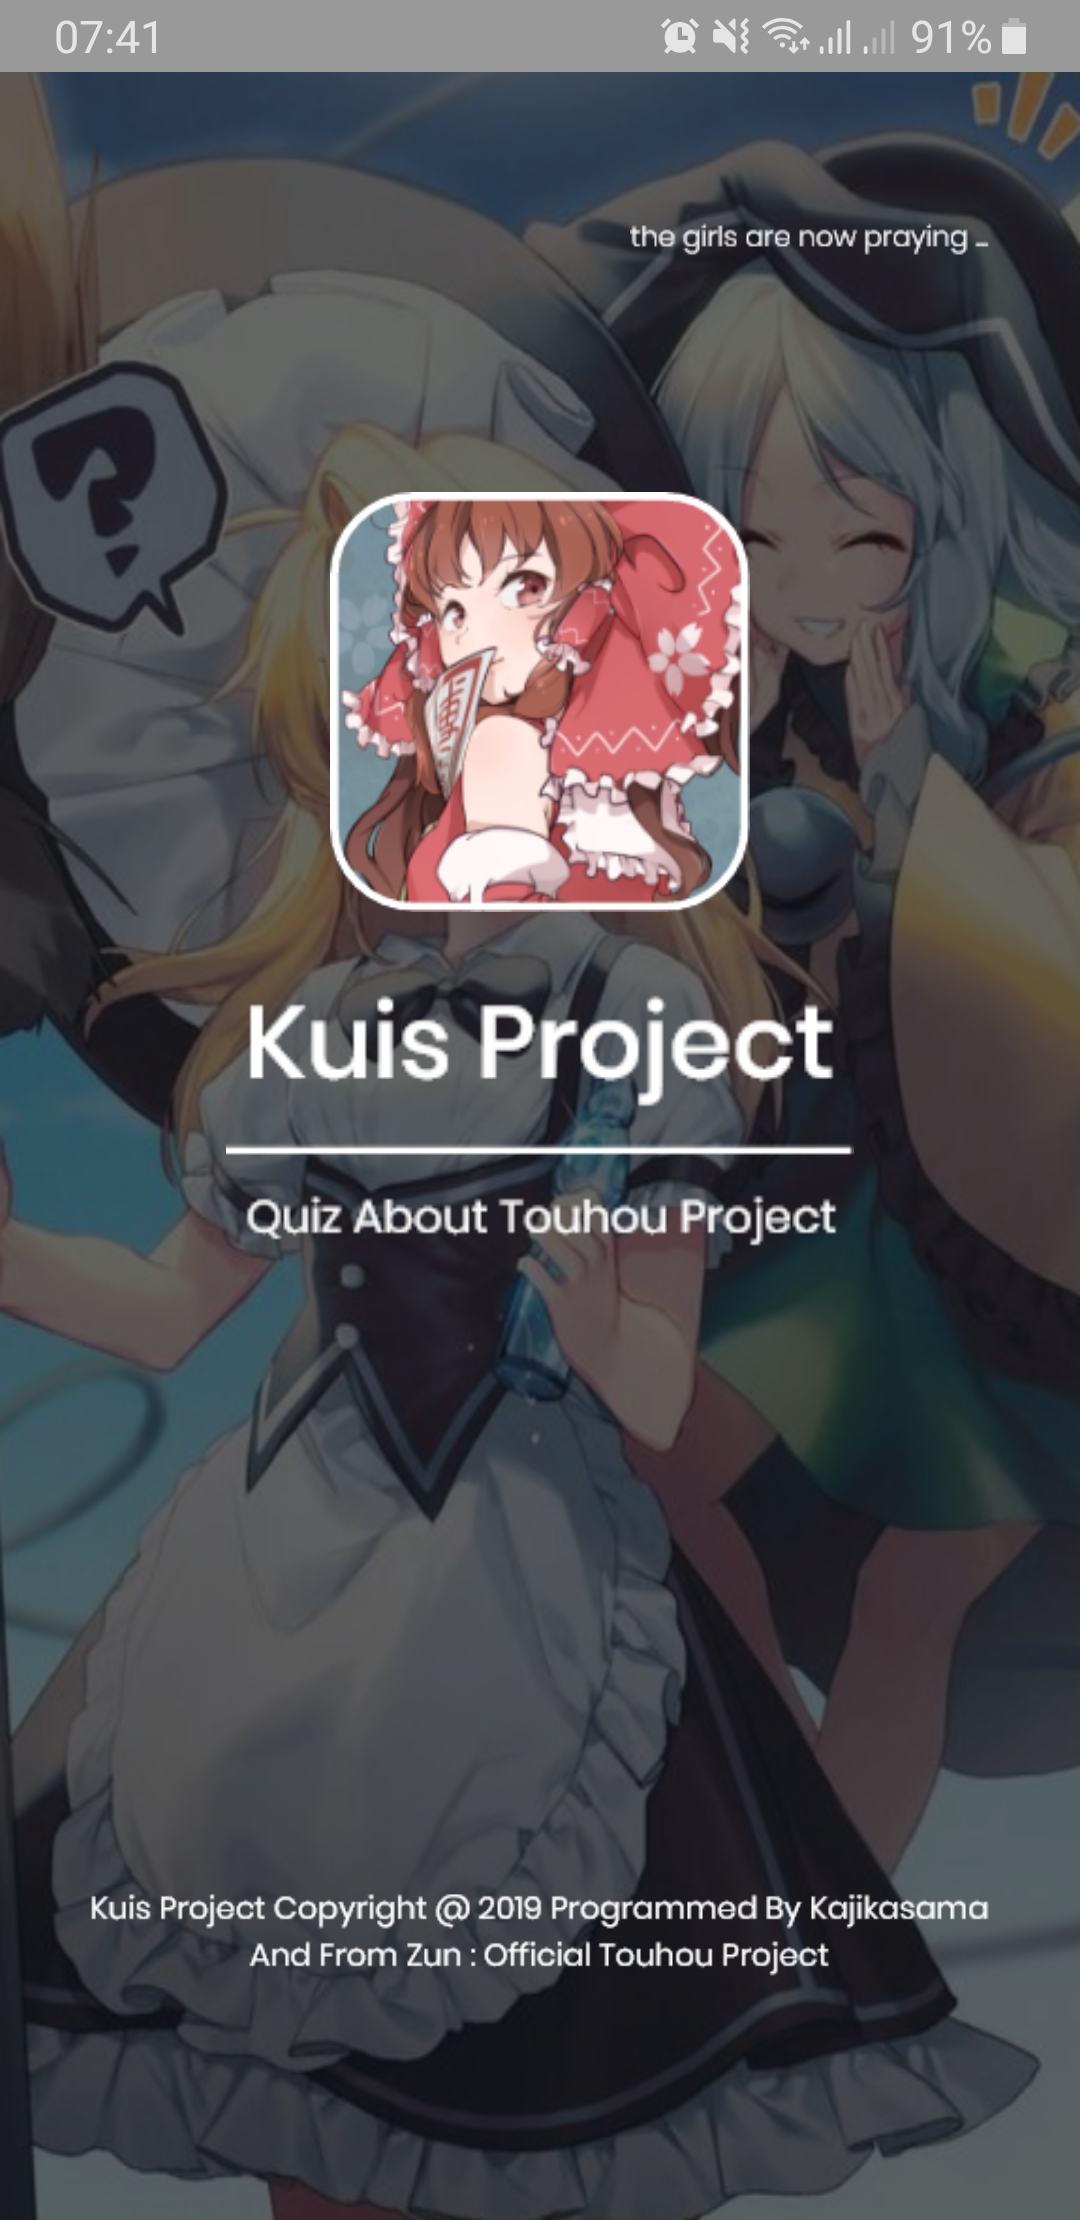 07:41 91%
the girls are now praying ...
?
Kuis Project
Quiz About Touhou Project
Kuis Project Copyright @ 2019 Programmed By Kajikasama
And From Zun : Official Touhou Project